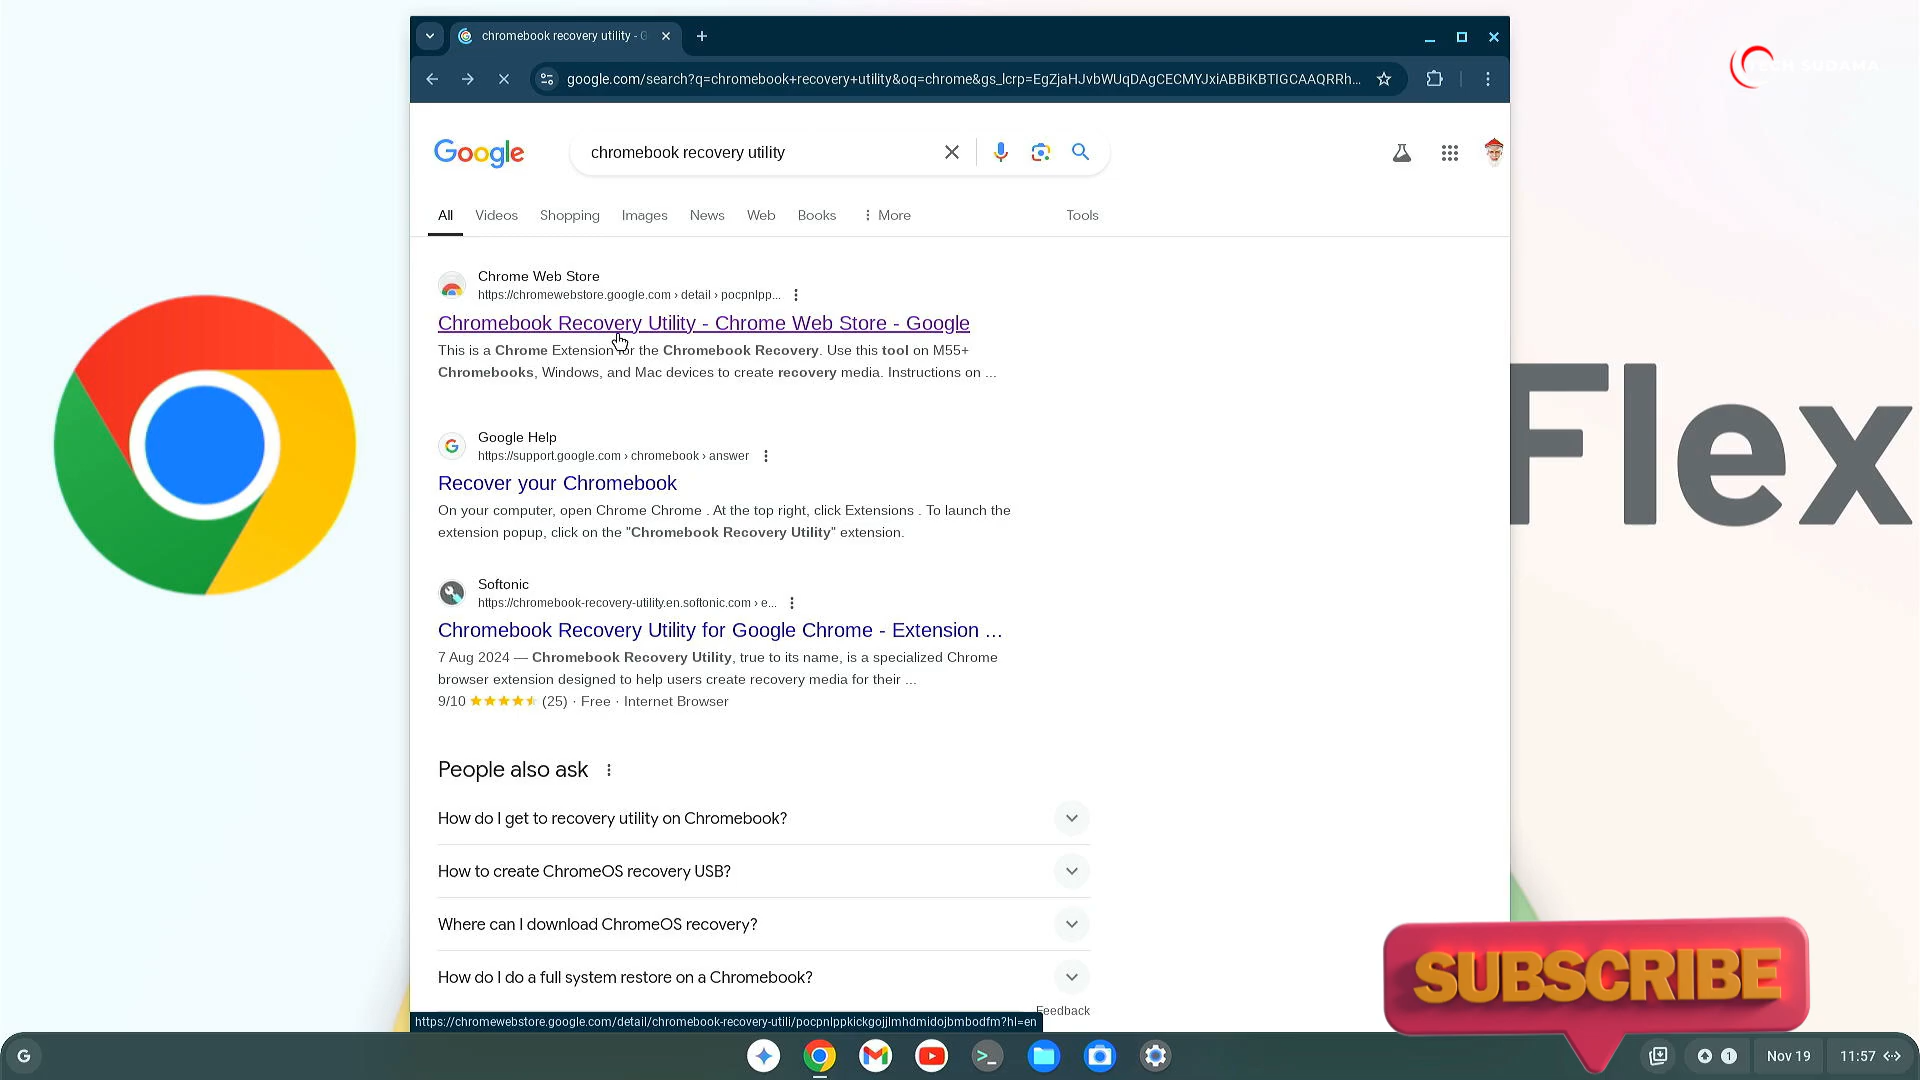 chromebook recovery utility - G
google.com/search?q=chromebook+recovery+utility&oq=chrome&gs_lcrp=EgZjaHJvbWUqDAgCECMYJxiABBiKBTIGCAAQRRh...
TECH SUDAMA
Google
chromebook recovery utility
All Videos Shopping Images News Web Books More Tools
Chrome Web Store
https://chromewebstore.google.com › detail › pocpnlpp...
Chromebook Recovery Utility - Chrome Web Store - Google
This is a Chrome Extension for the Chromebook Recovery. Use this tool on M55+
Chromebooks, Windows, and Mac devices to create recovery media. Instructions on ...
Flex
Google Help
https://support.google.com › chromebook › answer
Recover your Chromebook
On your computer, open Chrome Chrome . At the top right, click Extensions . To launch the
extension popup, click on the "Chromebook Recovery Utility" extension.
Softonic
https://chromebook-recovery-utility.en.softonic.com › e...
Chromebook Recovery Utility for Google Chrome - Extension ...
7 Aug 2024 — Chromebook Recovery Utility, true to its name, is a specialized Chrome
browser extension designed to help users create recovery media for their ...
9/10 (25) · Free · Internet Browser
People also ask
How do I get to recovery utility on Chromebook?
How to create ChromeOS recovery USB?
Where can I download ChromeOS recovery?
How do I do a full system restore on a Chromebook?
Feedback
SUBSCRIBE
https://chromewebstore.google.com/detail/chromebook-recovery-utili/pocpnlppkickgojjlmhdmidojbmbodfm?hl=en
G
1
Nov 19
11:57